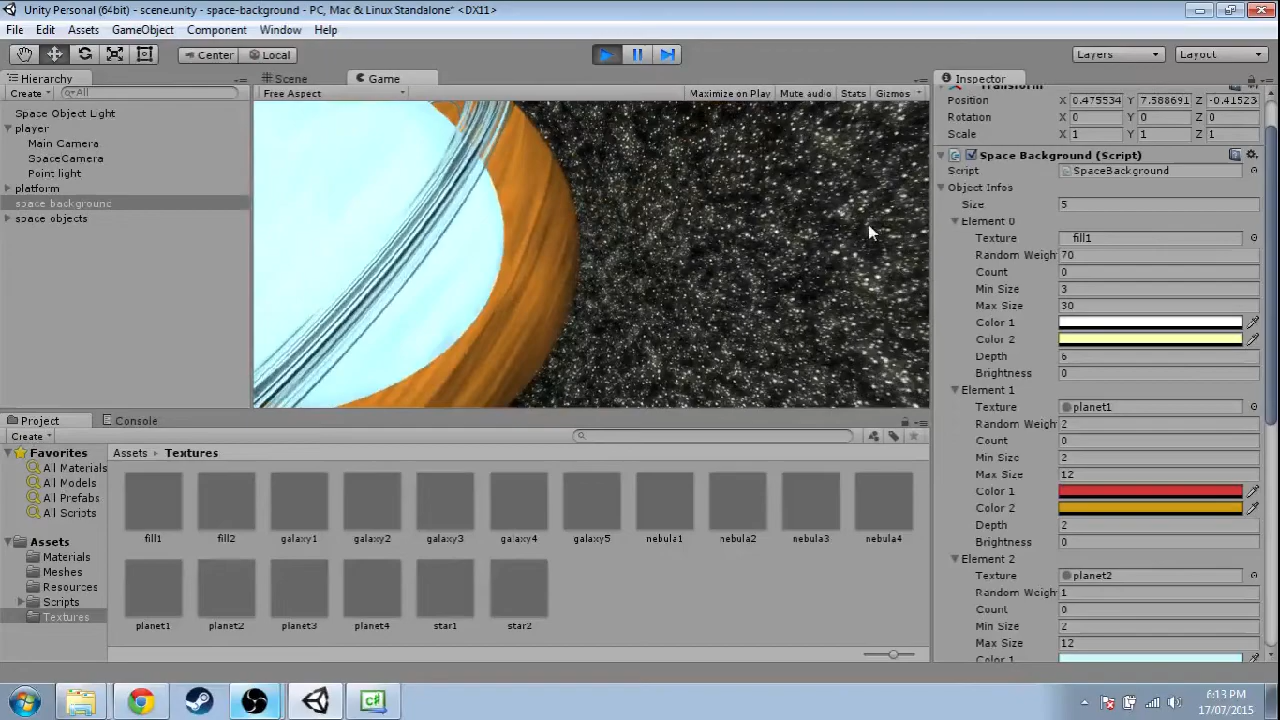 Unity Personal (64bit) - scene.unity - space-background - PC, Mac & Linux Standalone* <DX11>
File Edit Assets GameObject Component Window Help
Center Local Layers Layout
Hierarchy Scene Game Inspector
Create All Free Aspect Maximize on Play Mute audio Stats Gizmos
Transform
Position X 0.475534 Y 7.588691 Z -0.41523
Rotation X 0 Y 0 Z 0
Scale X 1 Y 1 Z 1
Space Object Light
player
Main Camera
SpaceCamera
Point light
platform
space background
space objects
Space Background (Script)
Script SpaceBackground
Object Infos
Size 5
Element 0
Texture fill1
Random Weigh 70
Count 0
Min Size 3
Max Size 30
Color 1
Color 2
Depth 6
Brightness 0
Element 1
Texture planet1
Random Weigh 2
Count 0
Min Size 2
Max Size 12
Color 1
Color 2
Depth 2
Brightness 0
Element 2
Texture planet2
Random Weigh 1
Count 0
Min Size 2
Max Size 12
Color 1
Project Console
Create
Favorites
All Materials
All Models
All Prefabs
All Scripts
Assets
Materials
Meshes
Resources
Scripts
Textures
Assets Textures
fill1 fill2 galaxy1 galaxy2 galaxy3 galaxy4 galaxy5 nebula1 nebula2 nebula3 nebula4
planet1 planet2 planet3 planet4 star1 star2
6:13 PM
17/07/2015